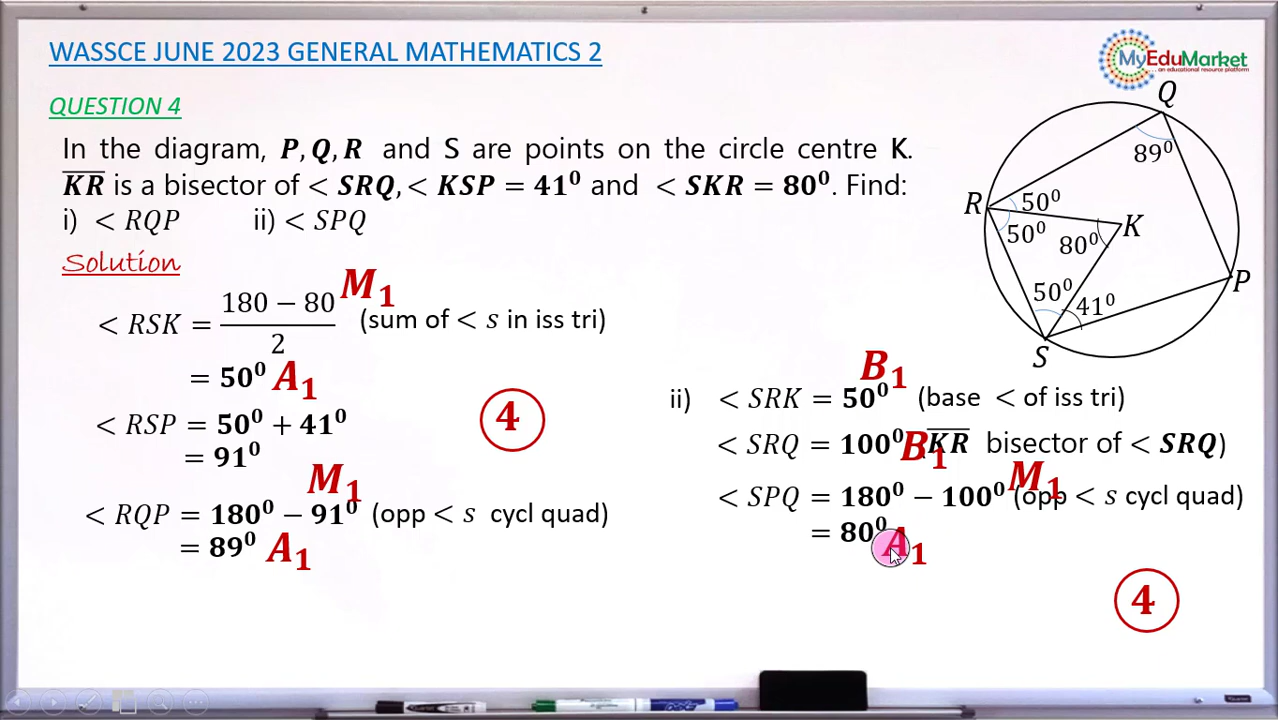 WASSCE JUNE 2023 GENERAL MATHEMATICS 2
MyEduMarket
...an educational resource platform
QUESTION 4
In the diagram, P, Q, R and S are points on the circle centre K.
KR is a bisector of < SRQ, < KSP = 41⁰ and < SKR = 80⁰. Find:
i) < RQP ii) < SPQ
Solution
< RSK = (180 − 80)/2 M₁ (sum of < s in iss tri)
= 50⁰ A₁
< RSP = 50⁰ + 41⁰
= 91⁰
M₁
< RQP = 180⁰ − 91⁰ (opp < s cycl quad)
= 89⁰ A₁
4
B₁
ii) < SRK = 50⁰ (base < of iss tri)
< SRQ = 100⁰ B₁ (KR bisector of < SRQ)
M₁
< SPQ = 180⁰ − 100⁰ (opp < s cycl quad)
= 80⁰ A₁
4
Q
89⁰
R 50⁰
50⁰ 80⁰ K
50⁰ 41⁰ P
S